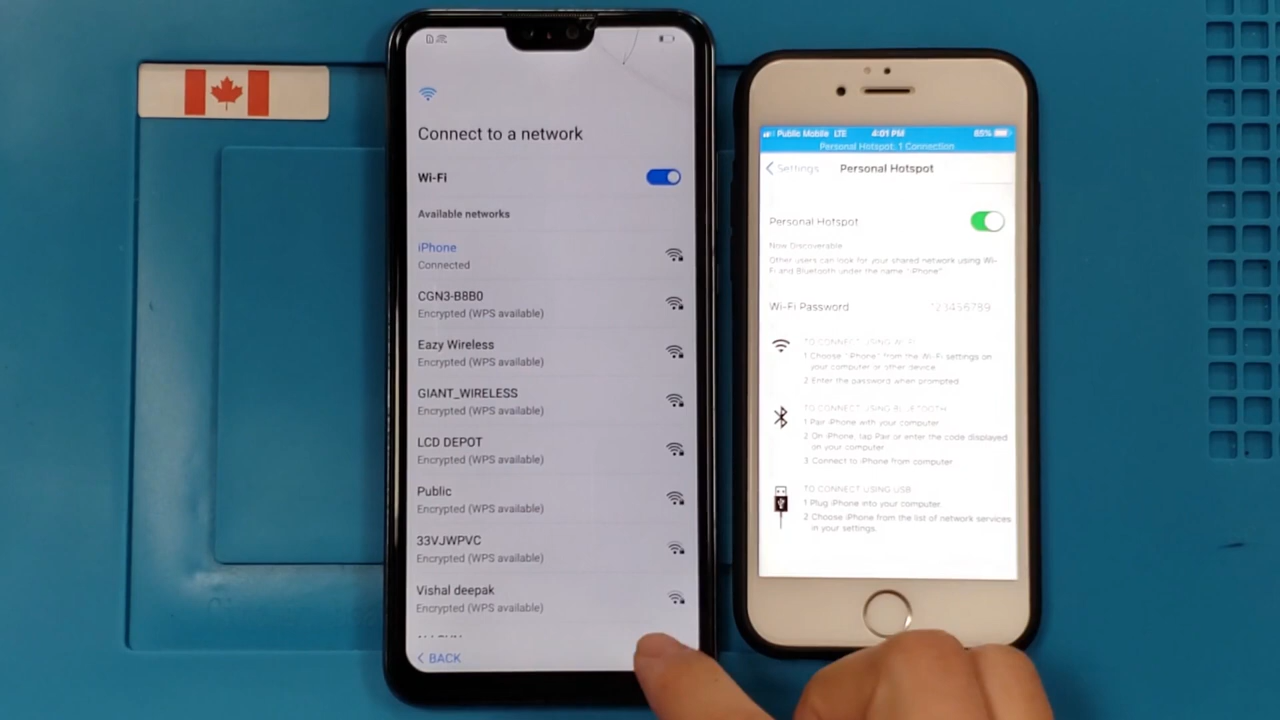 Connect to a network
Wi-Fi
Available networks
iPhone
Connected
CGN3-B8B0
Encrypted (WPS available)
Eazy Wireless
Encrypted (WPS available)
GIANT_WIRELESS
Encrypted (WPS available)
LCD DEPOT
Encrypted (WPS available)
Public
Encrypted (WPS available)
33VJWPVC
Encrypted (WPS available)
Vishal deepak
Encrypted (WPS available)
BACK
Public Mobile LTE 4:01 PM 85%
Personal Hotspot: 1 Connection
Settings Personal Hotspot
Personal Hotspot
Now Discoverable
Other users can look for your shared network using Wi-
Fi and Bluetooth under the name "iPhone".
Wi-Fi Password 123456789
TO CONNECT USING WI-FI
1 Choose "iPhone" from the Wi-Fi settings on
your computer or other device.
2 Enter the password when prompted.
TO CONNECT USING BLUETOOTH
1 Pair iPhone with your computer.
2 On iPhone, tap Pair or enter the code displayed
on your computer.
3 Connect to iPhone from computer.
TO CONNECT USING USB
1 Plug iPhone into your computer.
2 Choose iPhone from the list of network services
in your settings.